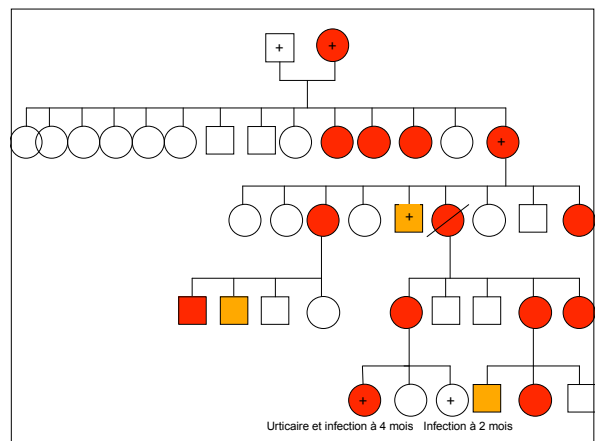 + +
+
+
+ +
Urticaire et infection à 4 mois Infection à 2 mois